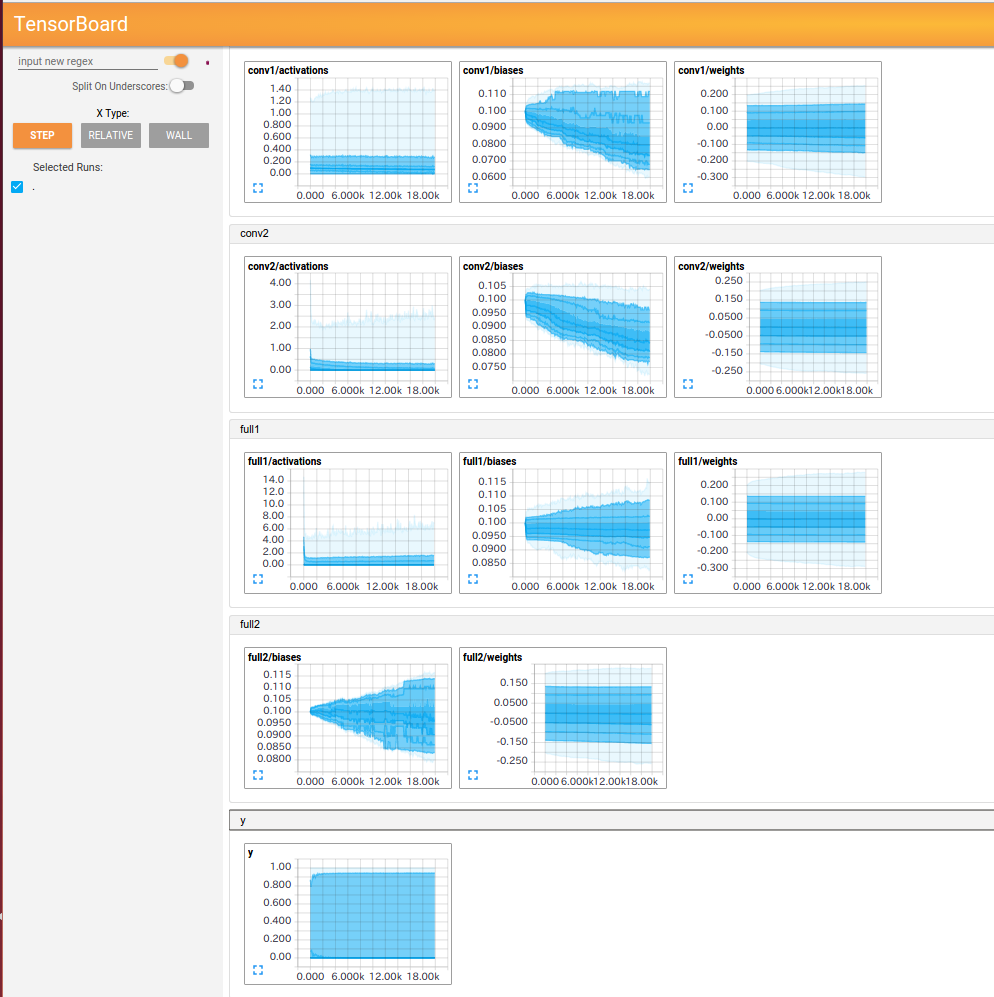 TensorBoard
input new regex
Split On Underscores:
X Type:
STEP RELATIVE WALL
Selected Runs:
.
conv1/activations
1.40
1.20
1.00
0.800
0.600
0.400
0.200
0.00
0.000 6.000k 12.00k 18.00k
conv1/biases
0.110
0.100
0.0900
0.0800
0.0700
0.0600
0.000 6.000k 12.00k 18.00k
conv1/weights
0.200
0.100
0.00
-0.100
-0.200
-0.300
0.000 6.000k 12.00k 18.00k
conv2
conv2/activations
4.00
3.00
2.00
1.00
0.00
0.000 6.000k 12.00k 18.00k
conv2/biases
0.105
0.100
0.0950
0.0900
0.0850
0.0800
0.0750
0.000 6.000k 12.00k 18.00k
conv2/weights
0.250
0.150
0.0500
-0.0500
-0.150
-0.250
0.000 6.000k 12.00k 18.00k
full1
full1/activations
14.0
12.0
10.0
8.00
6.00
4.00
2.00
0.00
0.000 6.000k 12.00k 18.00k
full1/biases
0.115
0.110
0.105
0.100
0.0950
0.0900
0.0850
0.000 6.000k 12.00k 18.00k
full1/weights
0.200
0.100
0.00
-0.100
-0.200
-0.300
0.000 6.000k 12.00k 18.00k
full2
full2/biases
0.115
0.110
0.105
0.100
0.0950
0.0900
0.0850
0.0800
0.000 6.000k 12.00k 18.00k
full2/weights
0.150
0.0500
-0.0500
-0.150
-0.250
0.000 6.000k 12.00k 18.00k
y
y
1.00
0.800
0.600
0.400
0.200
0.00
0.000 6.000k 12.00k 18.00k